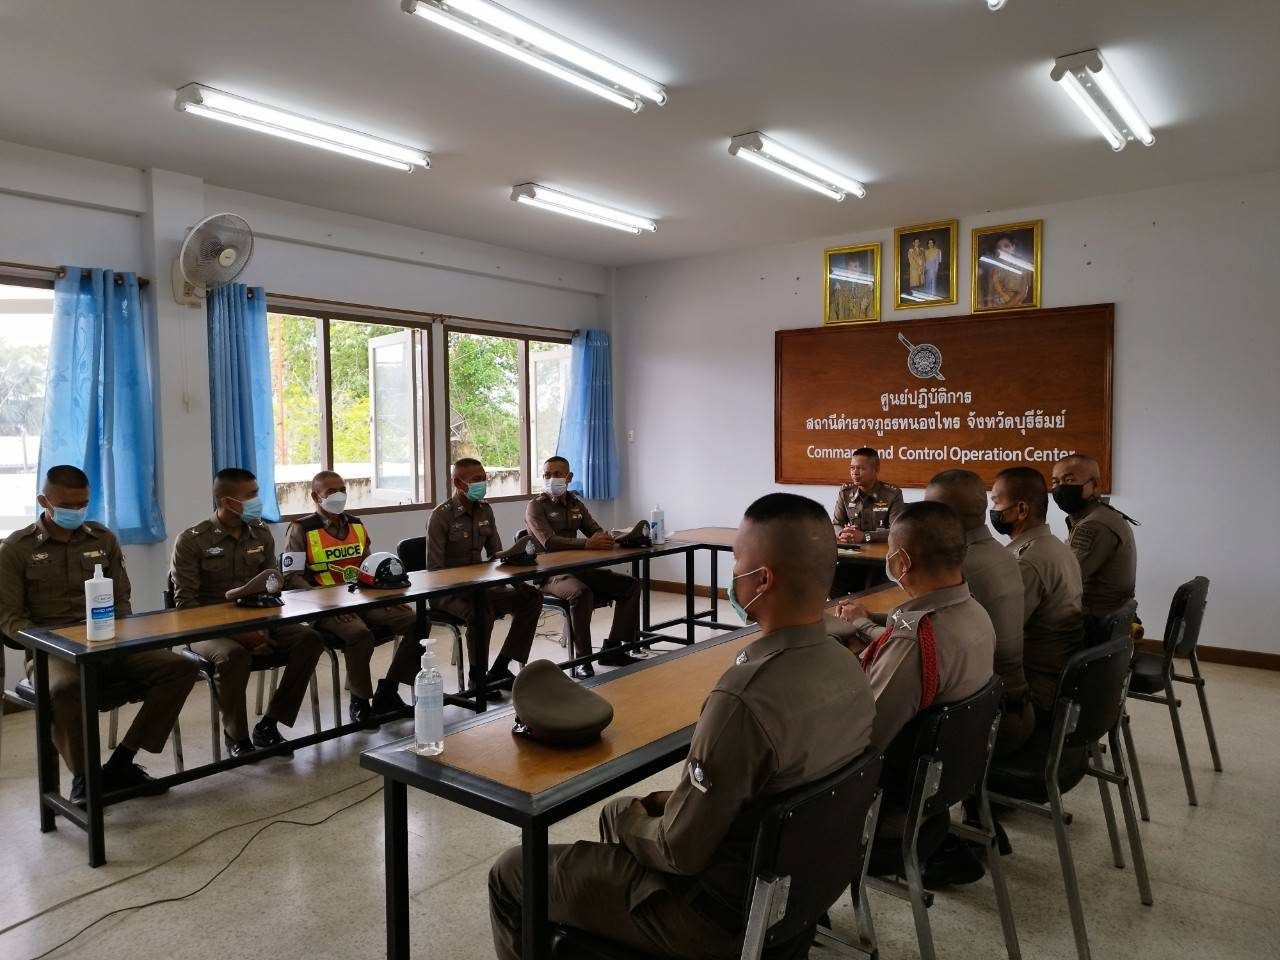 ศูนย์ปฏิบัติการ
สถานีตำรวจภูธรหนองไทร จังหวัดบุรีรัมย์
Command and Control Operation Center
POLICE